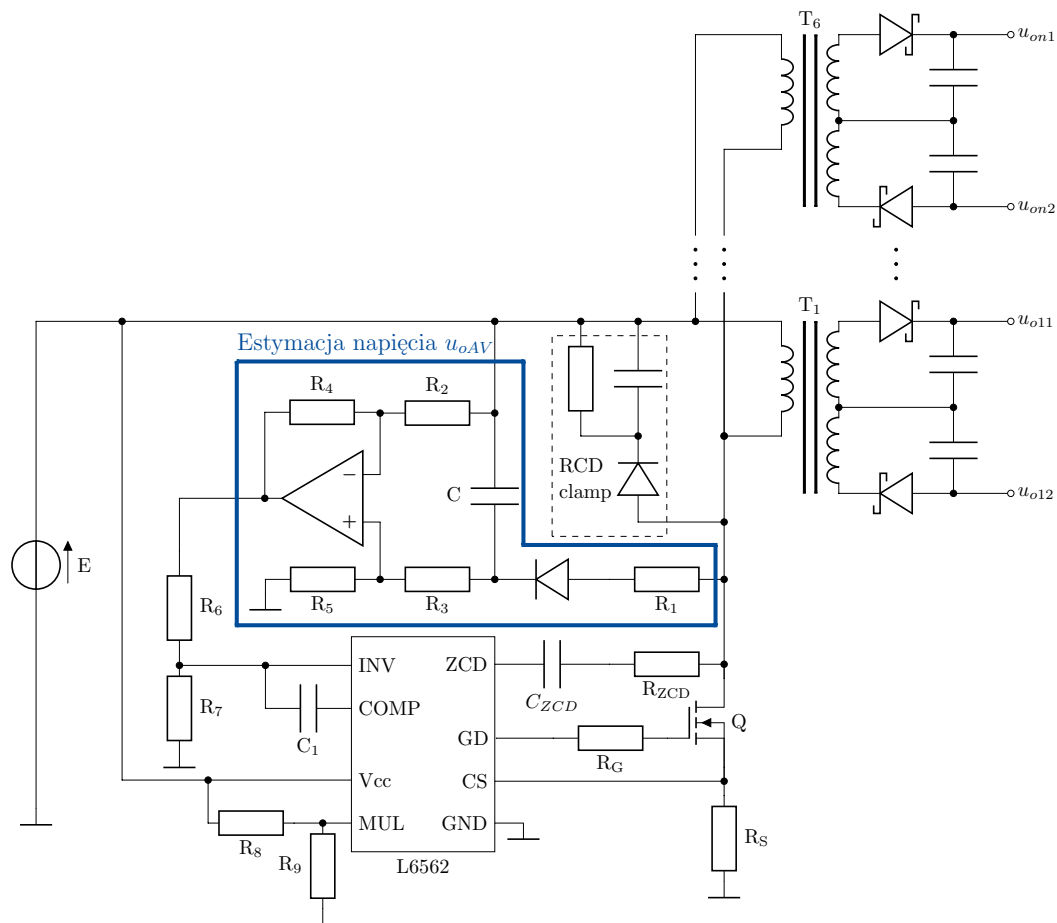 T6
uon1
uon2
T1
uo11
uo12
Estymacja napięcia uoAV
R4
R2
−
+
C
RCD
clamp
E
R5
R3
R1
R6
R7
INV
ZCD
RZCD
CZCD
COMP
C1
GD
RG
Q
Vcc
CS
MUL
GND
R8
R9
L6562
RS